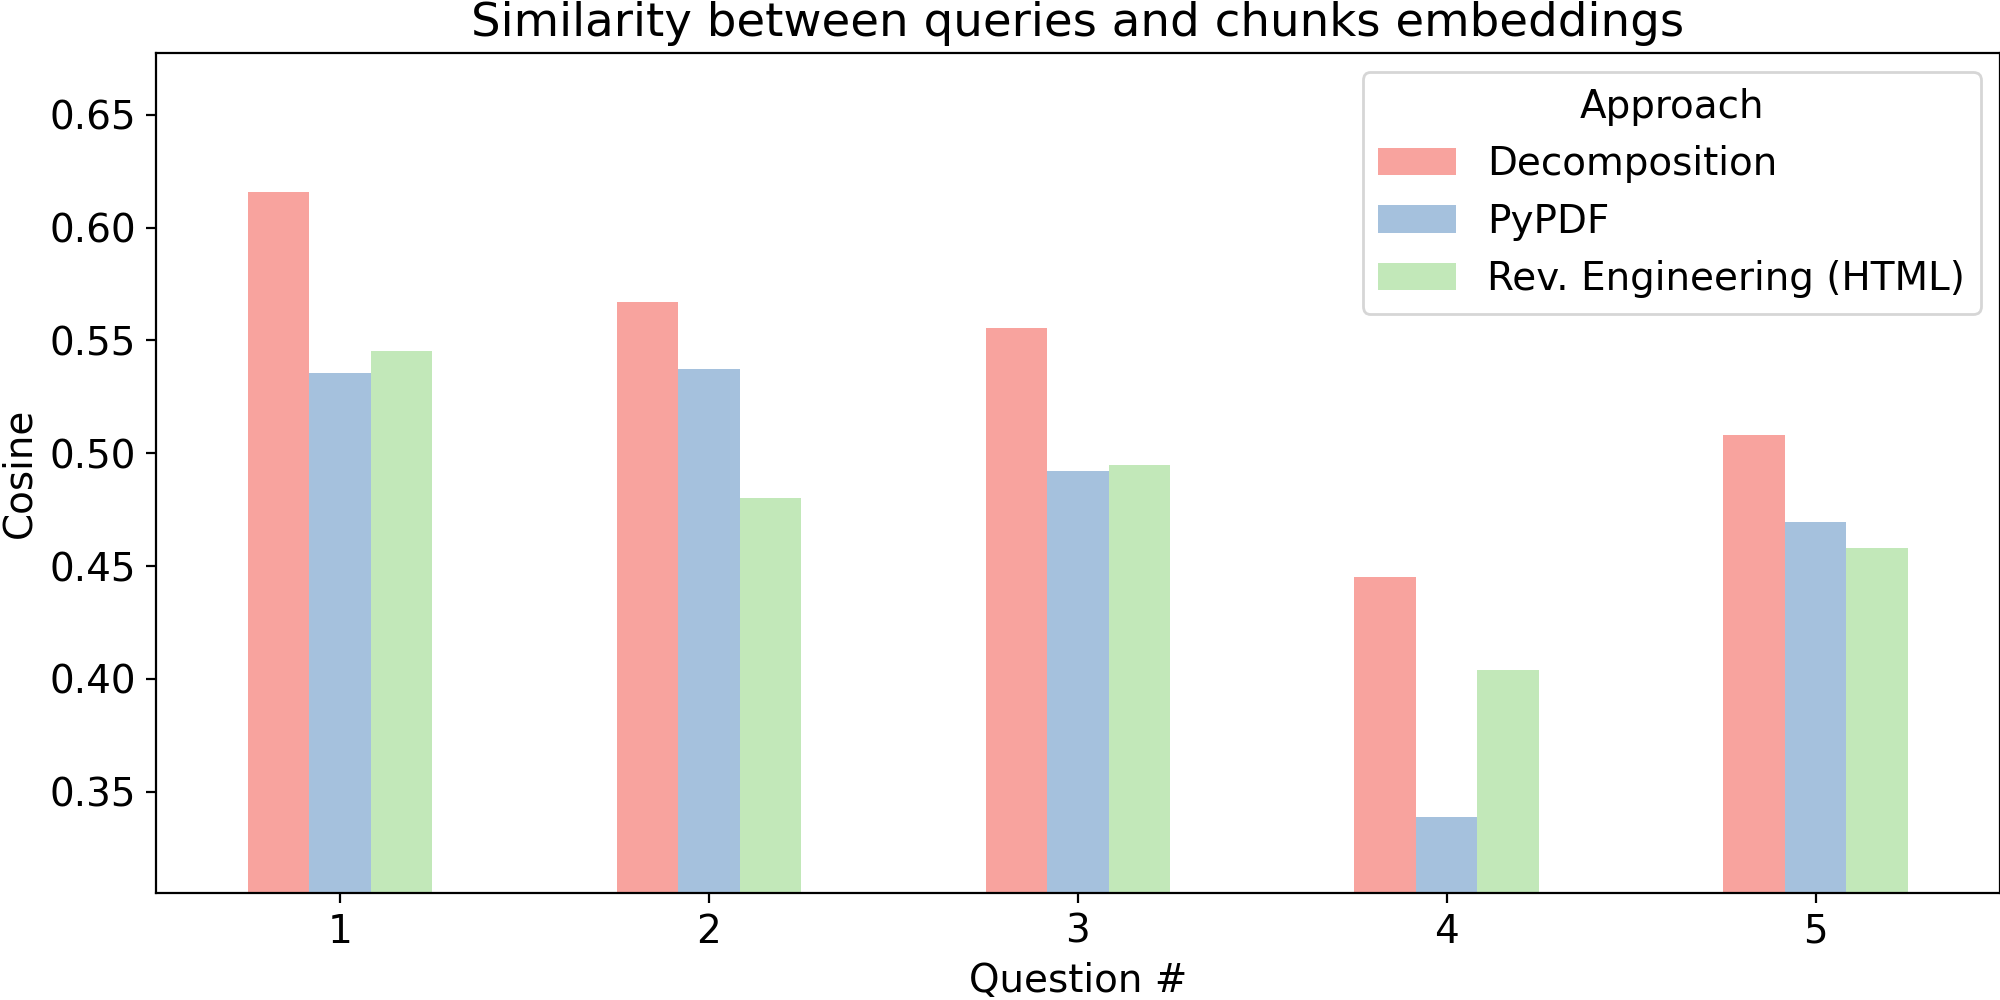 Similarity between queries and chunks embeddings
Approach
Decomposition
PyPDF
Rev. Engineering (HTML)
Cosine
0.65
0.60
0.55
0.50
0.45
0.40
0.35
1 2 3 4 5
Question #